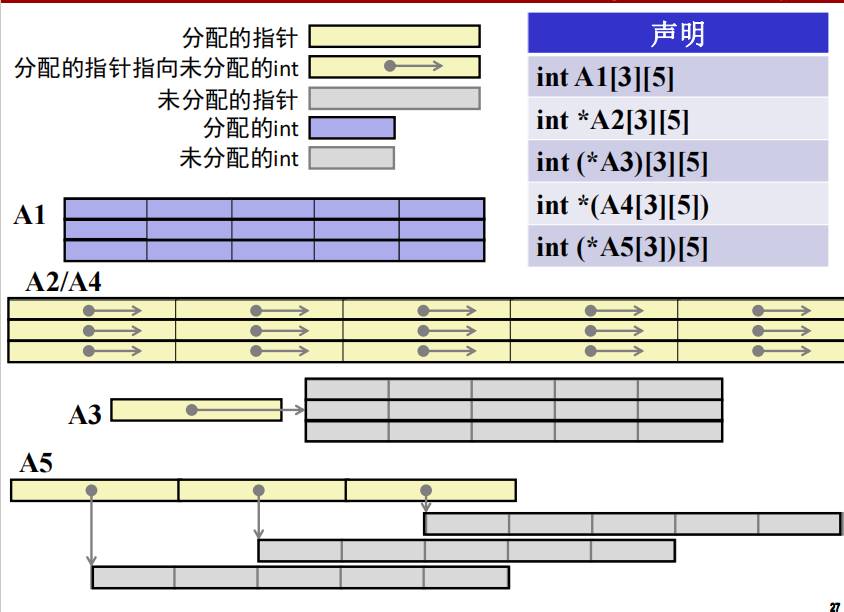 分配的指针
分配的指针指向未分配的int
未分配的指针
分配的int
未分配的int
声明
int A1[3][5]
int *A2[3][5]
int (*A3)[3][5]
int *(A4[3][5])
int (*A5[3])[5]
A1
A2/A4
A3
A5
27